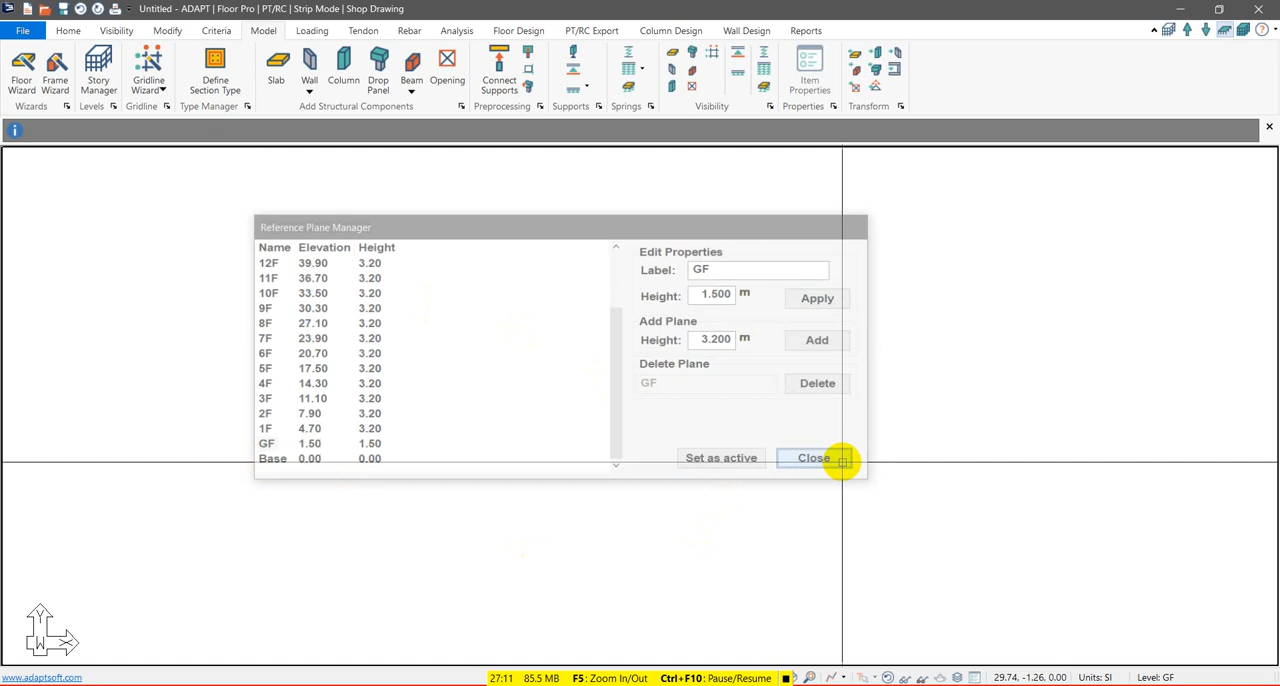 Untitled - ADAPT | Floor Pro | PT/RC | Strip Mode | Shop Drawing
File Home Visibility Modify Criteria Model Loading Tendon Rebar Analysis Floor Design PT/RC Export Column Design Wall Design Reports
Floor Wizard Frame Wizard Story Manager Gridline Wizard Define Section Type Slab Wall Column Drop Panel Beam Opening Connect Supports Item Properties
Wizards Levels Gridline Type Manager Add Structural Components Preprocessing Supports Springs Visibility Properties Transform
Reference Plane Manager
Name Elevation Height
12F 39.90 3.20
11F 36.70 3.20
10F 33.50 3.20
9F 30.30 3.20
8F 27.10 3.20
7F 23.90 3.20
6F 20.70 3.20
5F 17.50 3.20
4F 14.30 3.20
3F 11.10 3.20
2F 7.90 3.20
1F 4.70 3.20
GF 1.50 1.50
Base 0.00 0.00
Edit Properties
Label: GF
Height: 1.500 m Apply
Add Plane
Height: 3.200 m Add
Delete Plane
GF Delete
Set as active Close
Y
W X
www.adaptsoft.com 27:11 85.5 MB F5: Zoom In/Out Ctrl+F10: Pause/Resume 29.74, -1.26, 0.00 Units: SI Level: GF